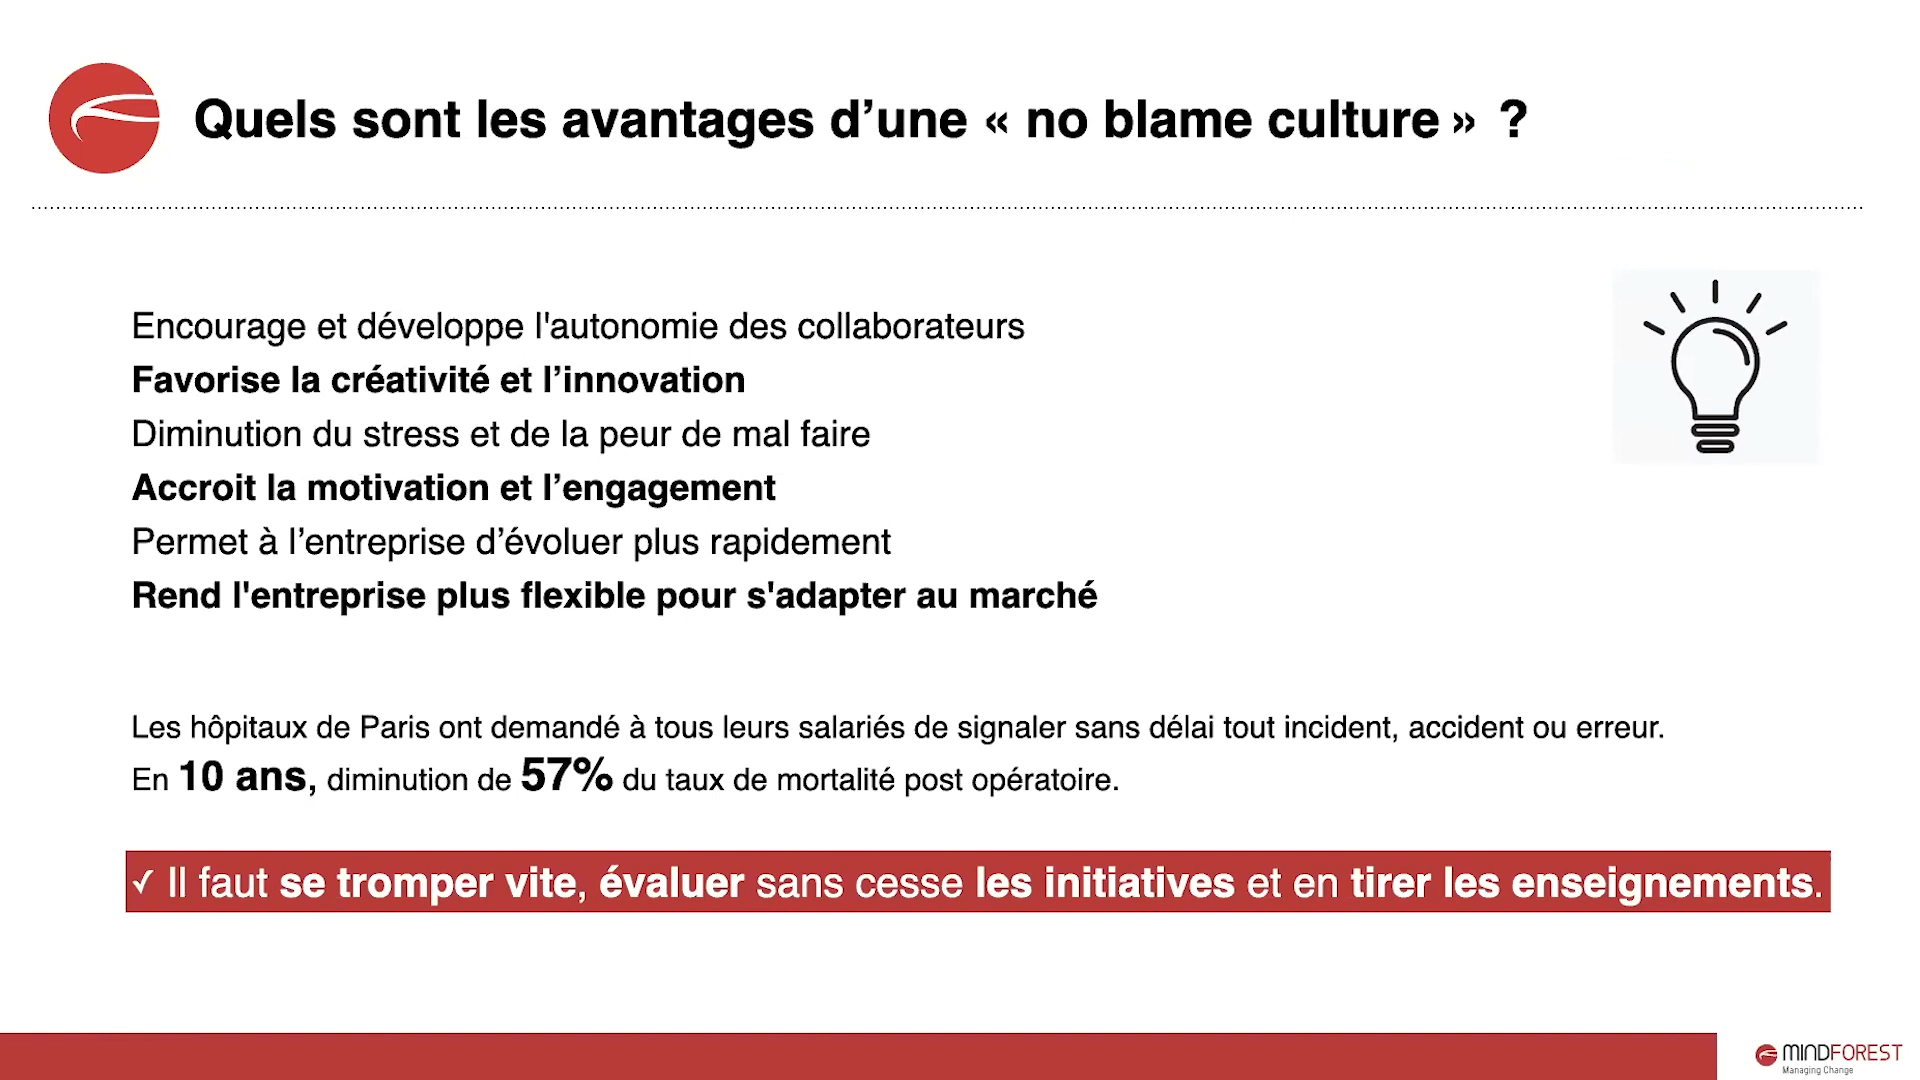 Quels sont les avantages d’une « no blame culture » ?
Encourage et développe l'autonomie des collaborateurs
Favorise la créativité et l’innovation
Diminution du stress et de la peur de mal faire
Accroit la motivation et l’engagement
Permet à l’entreprise d’évoluer plus rapidement
Rend l'entreprise plus flexible pour s'adapter au marché
Les hôpitaux de Paris ont demandé à tous leurs salariés de signaler sans délai tout incident, accident ou erreur.
En 10 ans, diminution de 57% du taux de mortalité post opératoire.
✓ Il faut se tromper vite, évaluer sans cesse les initiatives et en tirer les enseignements.
MINDFOREST
Managing Change